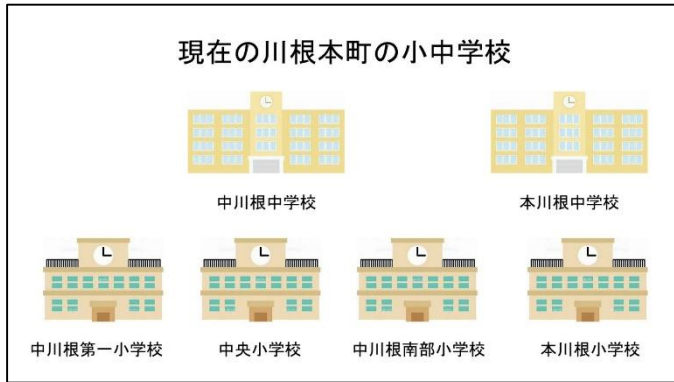 現在の川根本町の小中学校
中川根中学校
本川根中学校
中川根第一小学校
中央小学校
中川根南部小学校
本川根小学校